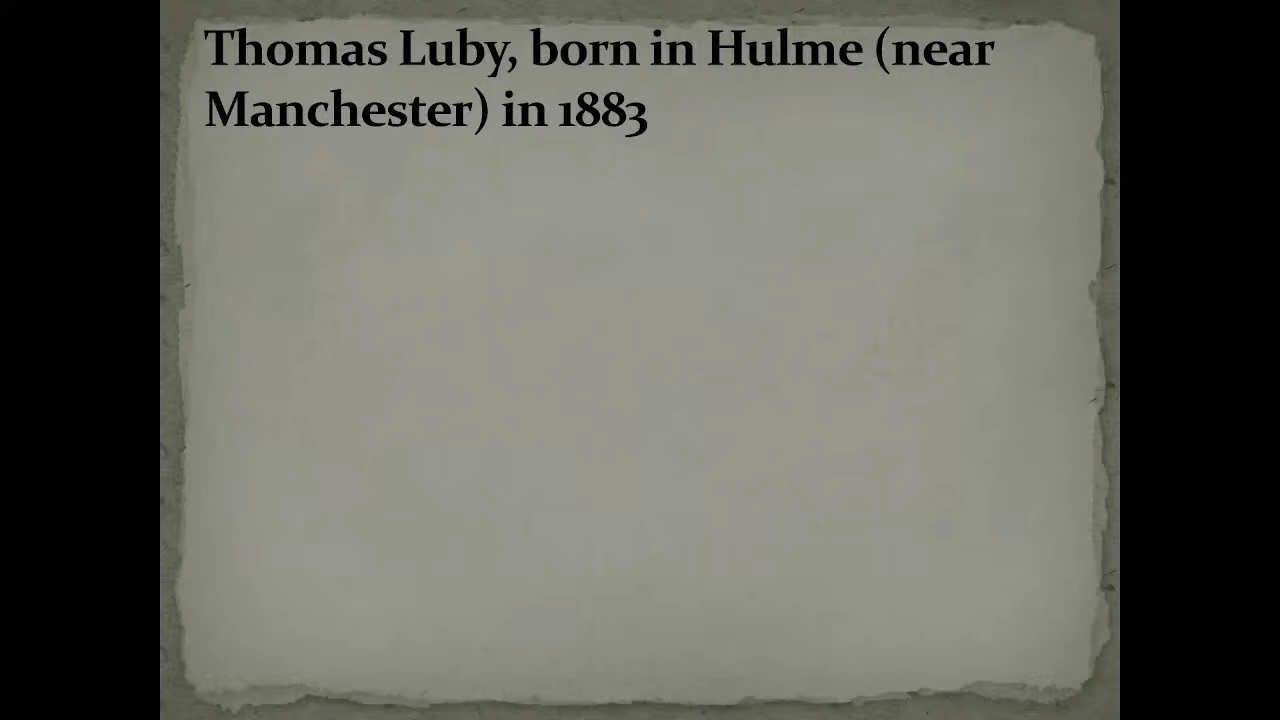 Thomas Luby, born in Hulme (near
Manchester) in 1883